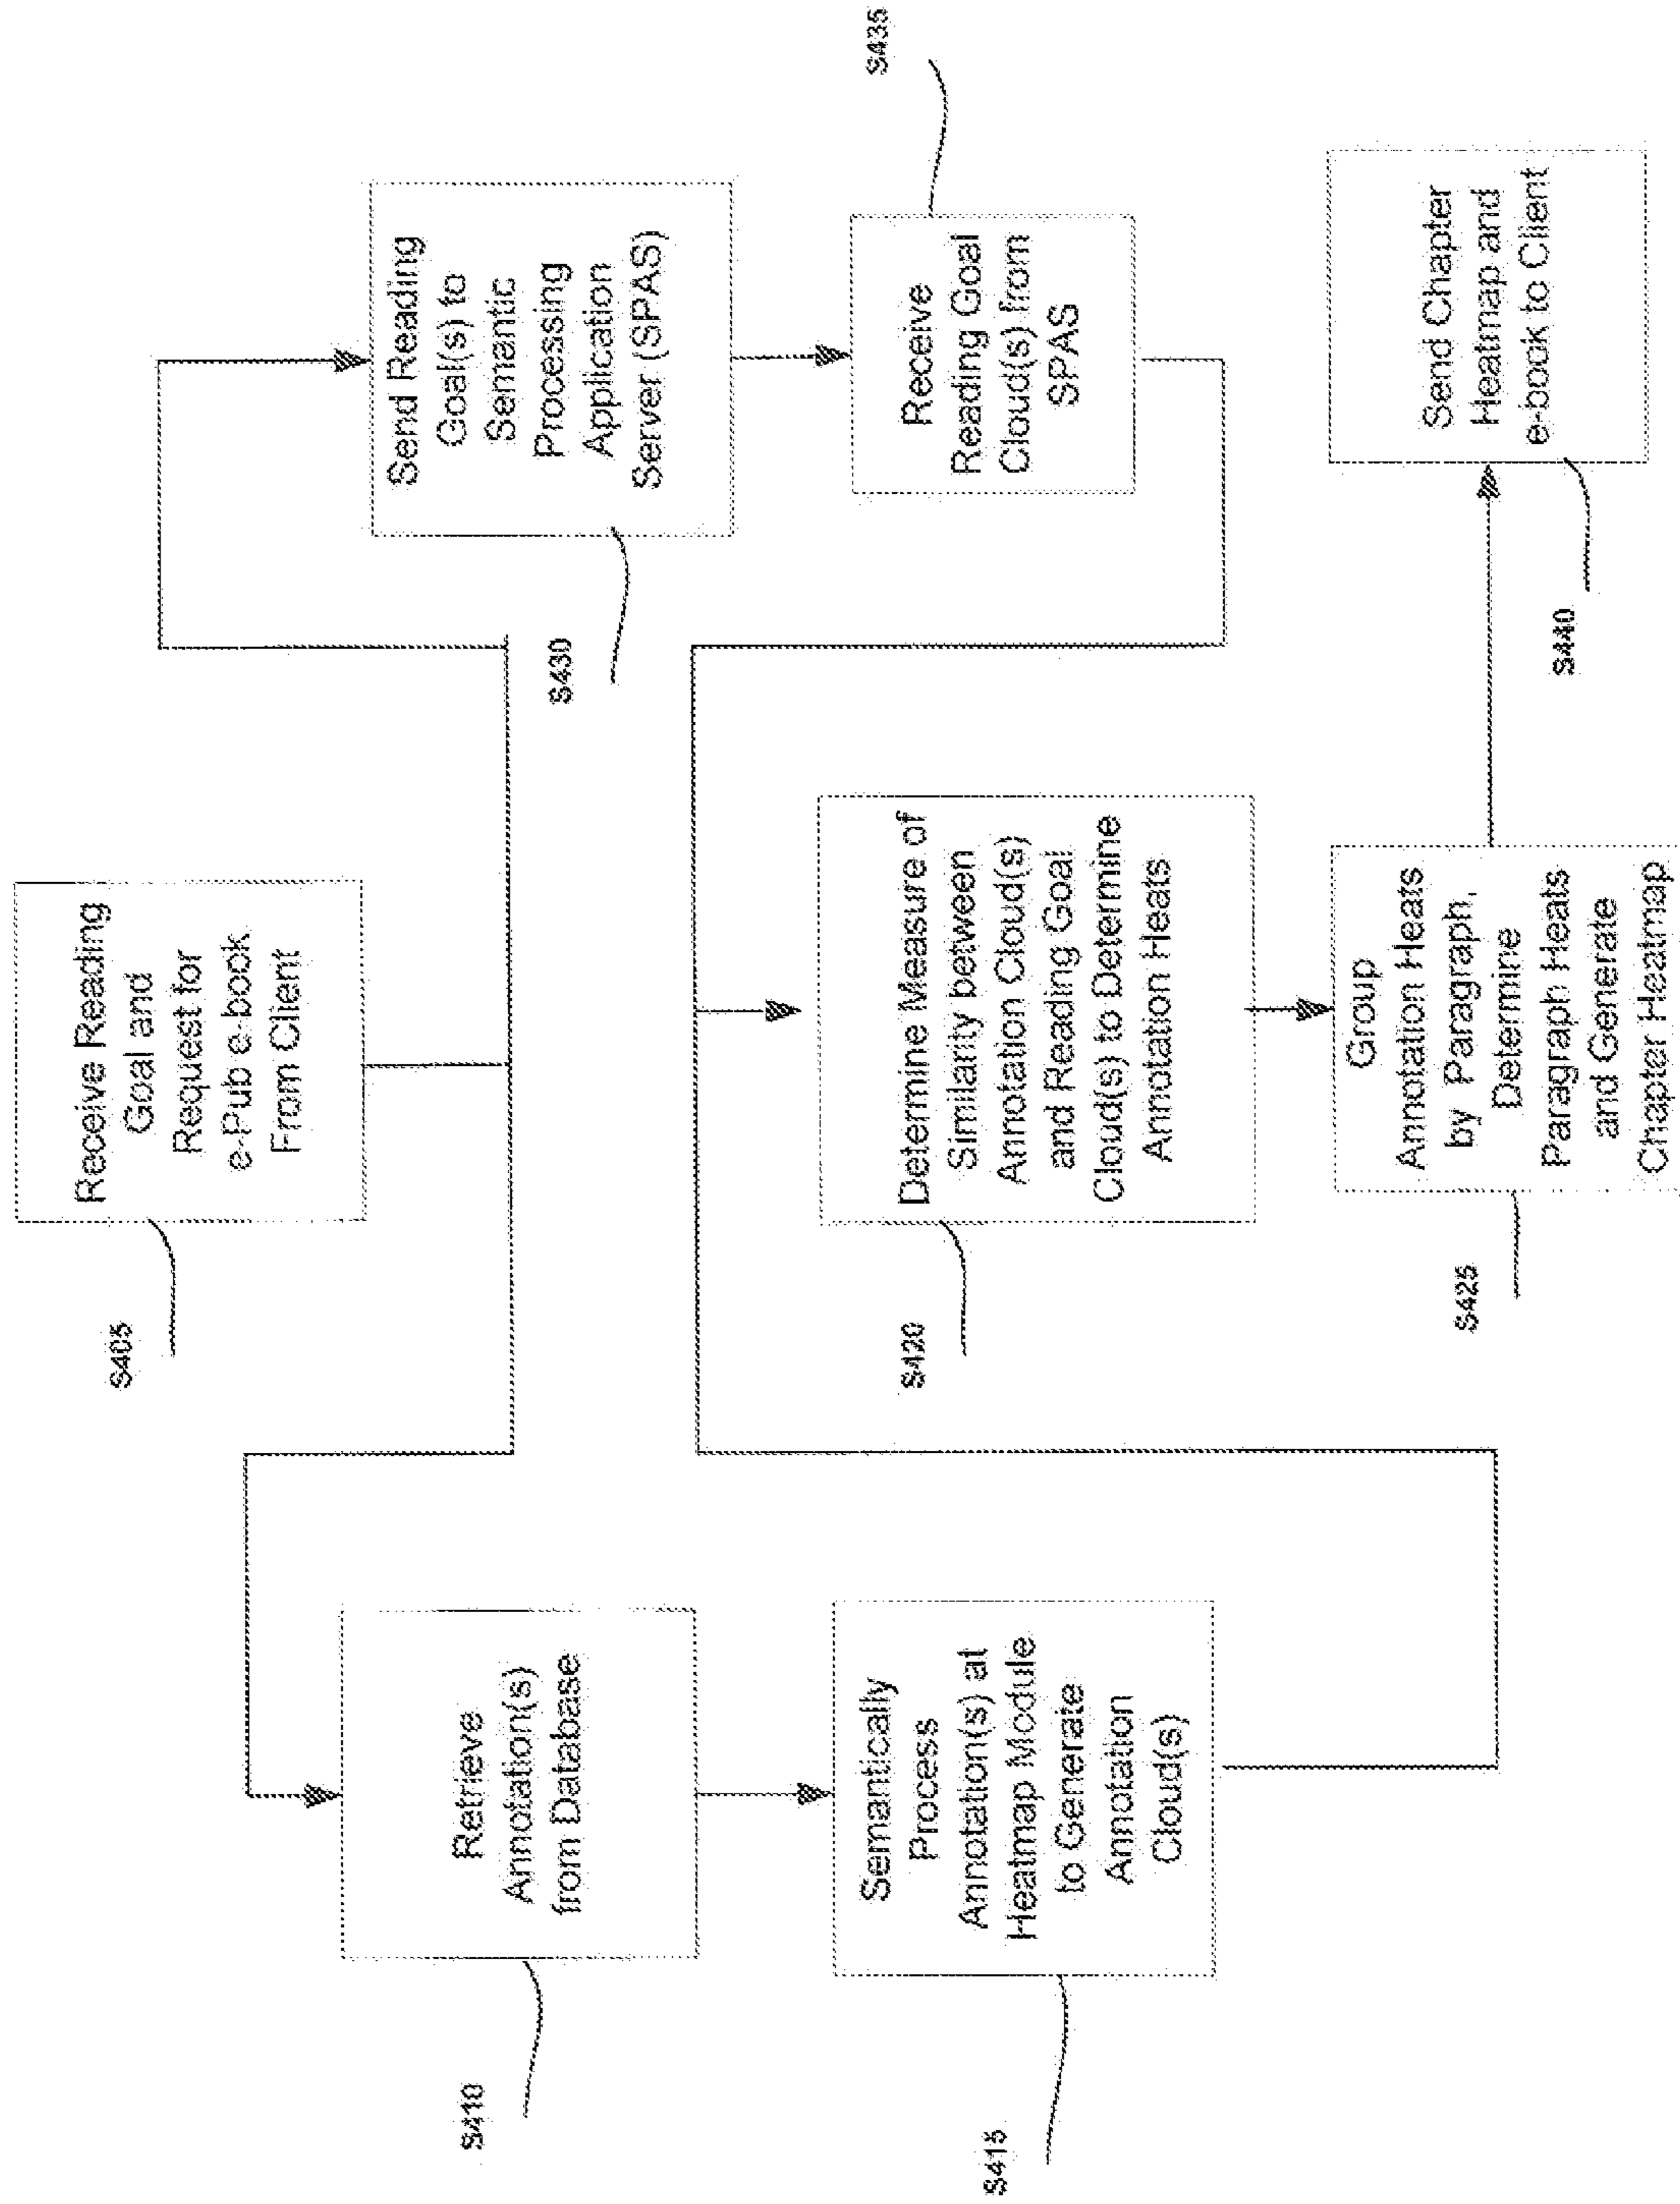 S405
Receive Reading
Goal and
Request for
e-Pub e-book
From Client
S410
Retrieve
Annotation(s)
from Database
S430
Send Reading
Goal(s) to
Semantic
Processing
Application
Server (SPAS)
S415
Semantically
Process
Annotation(s) at
Heatmap Module
to Generate
Annotation
Cloud(s)
S420
Determine Measure of
Similarity between
Annotation Cloud(s)
and Reading Goal
Cloud(s) to Determine
Annotation Heats
S435
Receive
Reading Goal
Cloud(s) from
SPAS
S425
Group
Annotation Heats
by Paragraph,
Determine
Paragraph Heats
and Generate
Chapter Heatmap
S440
Send Chapter
Heatmap and
e-book to Client